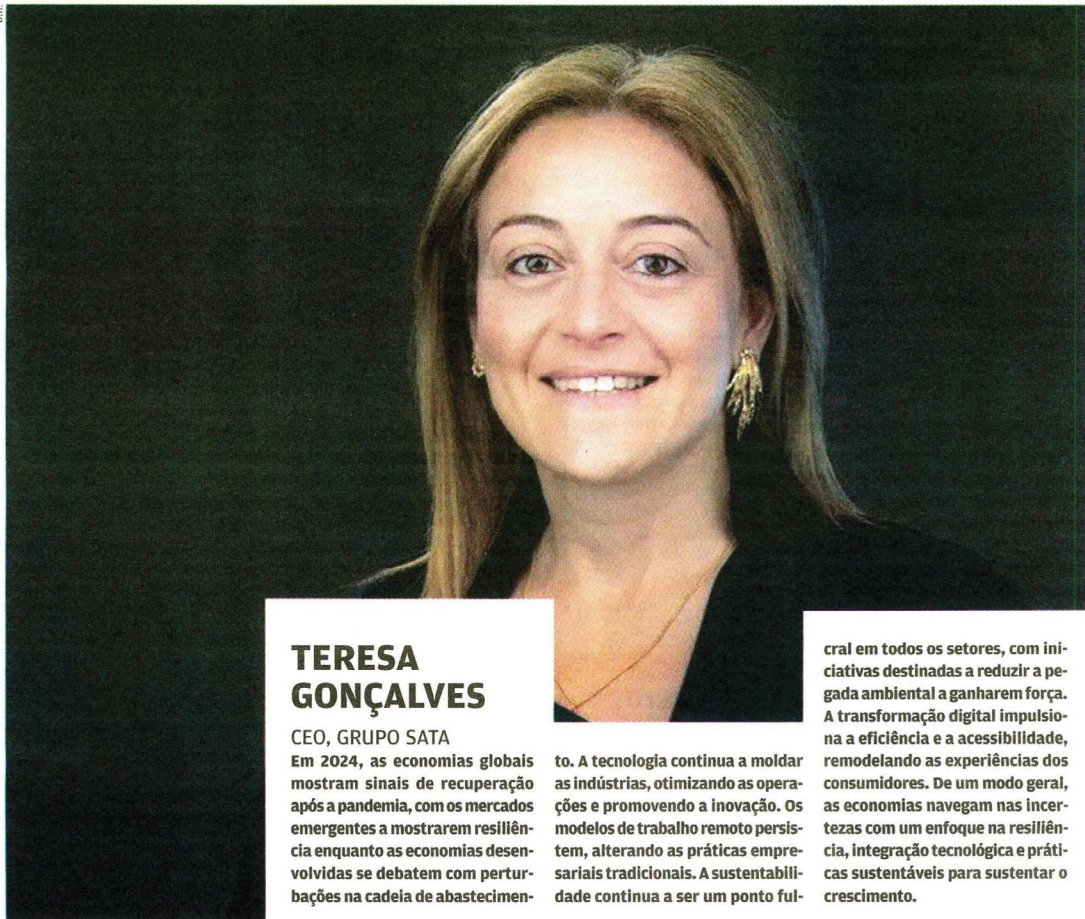 TERESA
GONÇALVES
CEO, GRUPO SATA
Em 2024, as economias globais
mostram sinais de recuperação
após a pandemia, com os mercados
emergentes a mostrarem resiliên-
cia enquanto as economias desen-
volvidas se debatem com pertur-
bações na cadeia de abastecimen-
to. A tecnologia continua a moldar
as indústrias, otimizando as opera-
ções e promovendo a inovação. Os
modelos de trabalho remoto persis-
tem, alterando as práticas empre-
sariais tradicionais. A sustentabili-
dade continua a ser um ponto ful-
cral em todos os setores, com ini-
ciativas destinadas a reduzir a pe-
gada ambiental a ganharem força.
A transformação digital impulsio-
na a eficiência e a acessibilidade,
remodelando as experiências dos
consumidores. De um modo geral,
as economias navegam nas incer-
tezas com um enfoque na resiliên-
cia, integração tecnológica e práti-
cas sustentáveis para sustentar o
crescimento.